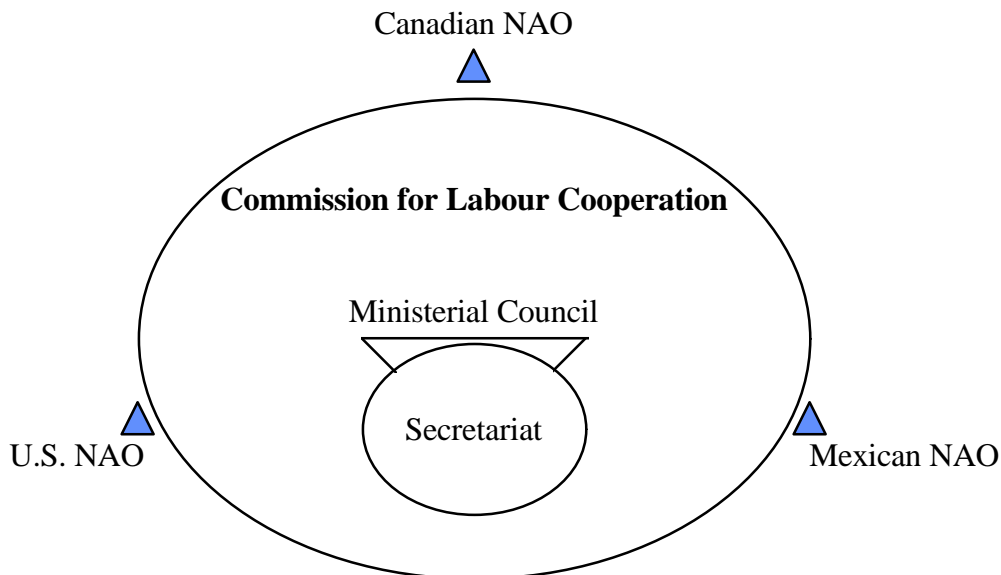 Canadian NAO
Commission for Labour Cooperation
Ministerial Council
Secretariat
U.S. NAO
Mexican NAO